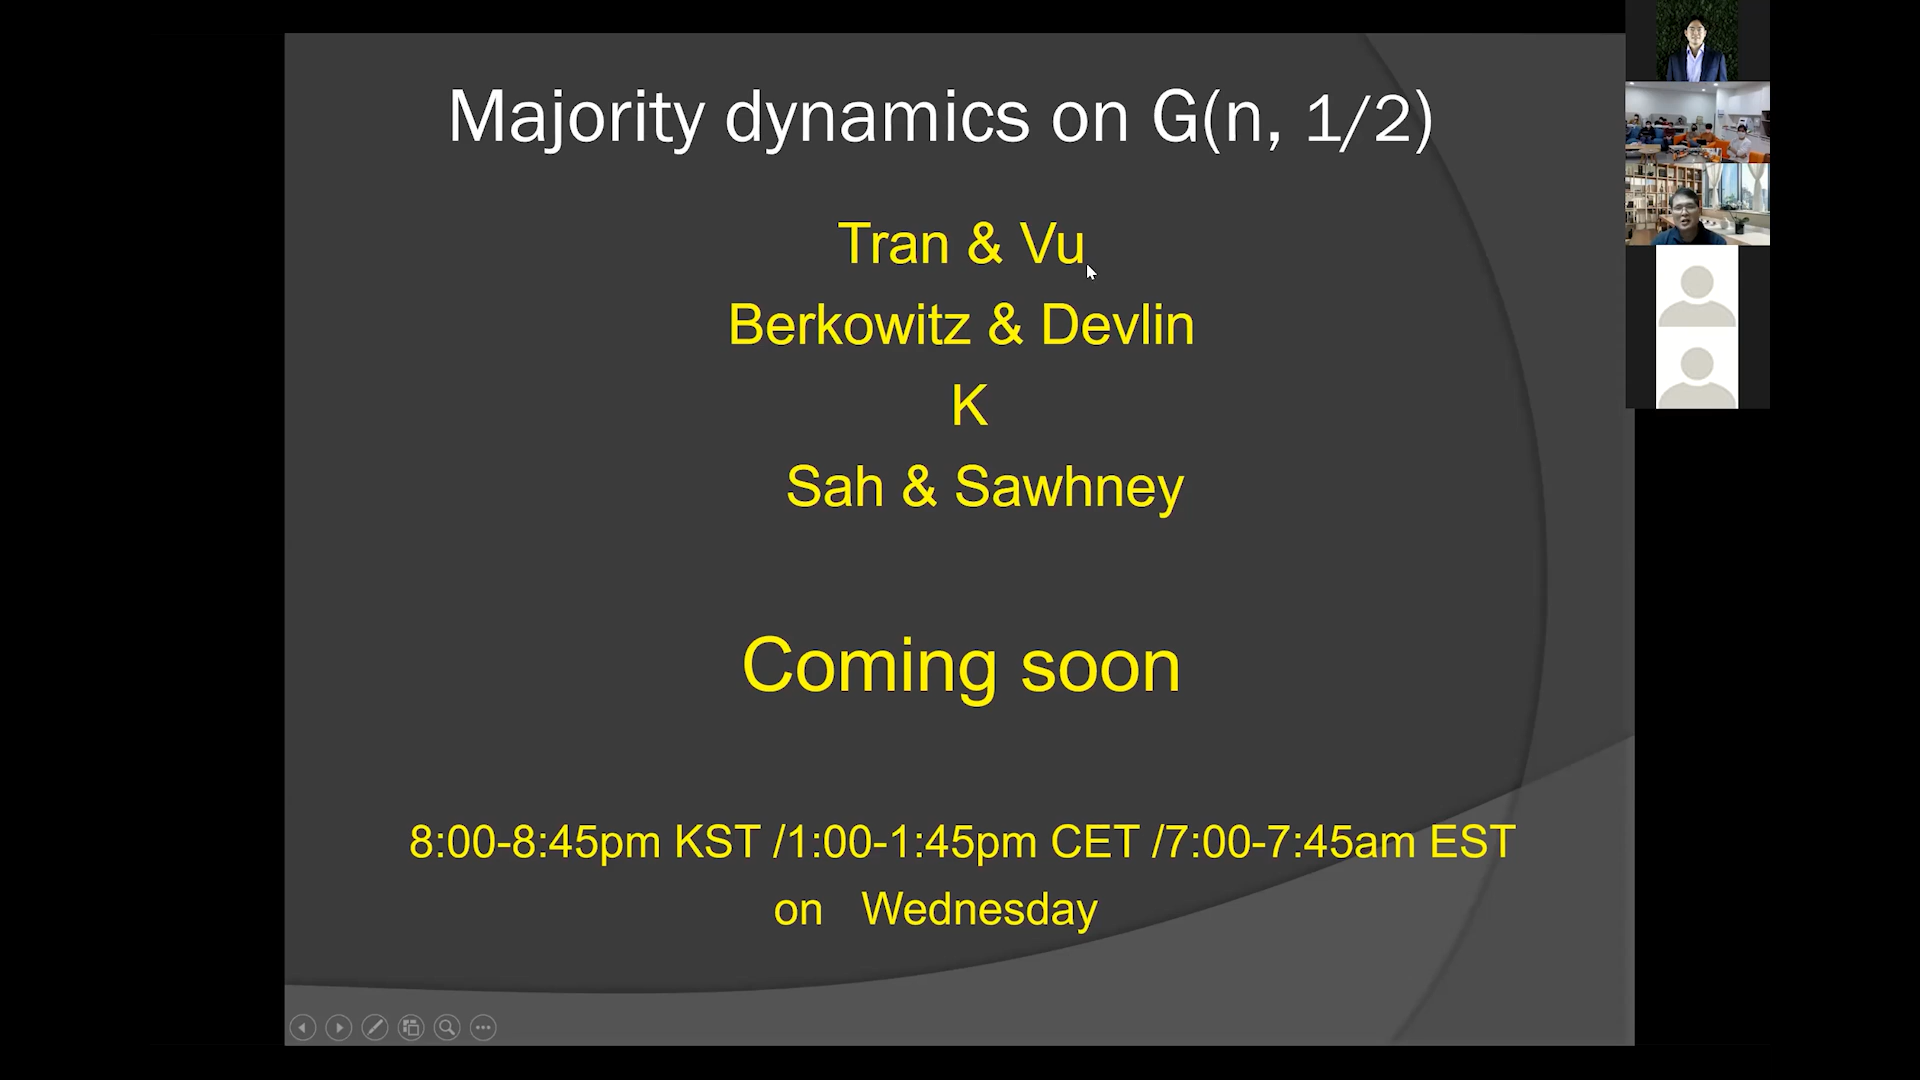 Majority dynamics on G(n, 1/2)
Tran & Vu
Berkowitz & Devlin
K
Sah & Sawhney
Coming soon
8:00-8:45pm KST /1:00-1:45pm CET /7:00-7:45am EST
on Wednesday